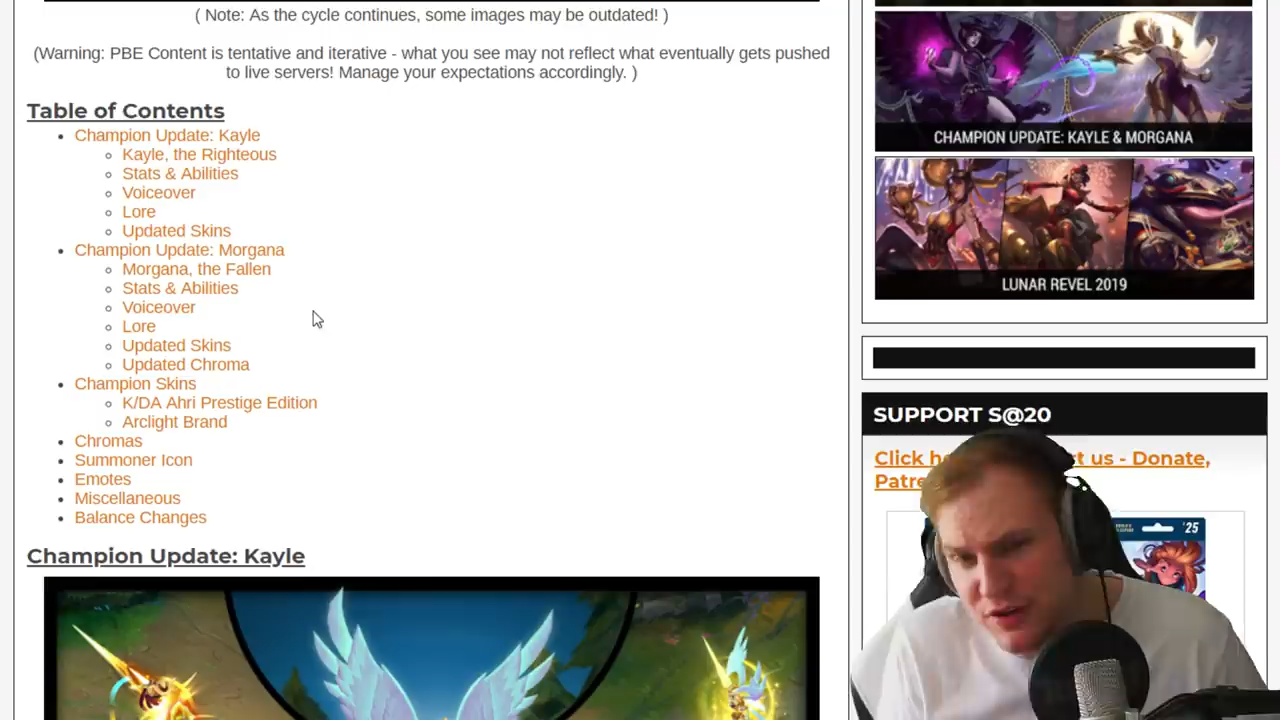 ( Note: As the cycle continues, some images may be outdated! )
(Warning: PBE Content is tentative and iterative - what you see may not reflect what eventually gets pushed
to live servers! Manage your expectations accordingly. )
Table of Contents
Champion Update: Kayle
Kayle, the Righteous
Stats & Abilities
Voiceover
Lore
Updated Skins
Champion Update: Morgana
Morgana, the Fallen
Stats & Abilities
Voiceover
Lore
Updated Skins
Updated Chroma
Champion Skins
K/DA Ahri Prestige Edition
Arclight Brand
Chromas
Summoner Icon
Emotes
Miscellaneous
Balance Changes
Champion Update: Kayle
CHAMPION UPDATE: KAYLE & MORGANA
LUNAR REVEL 2019
SUPPORT S@20
Click us - Donate,
$25